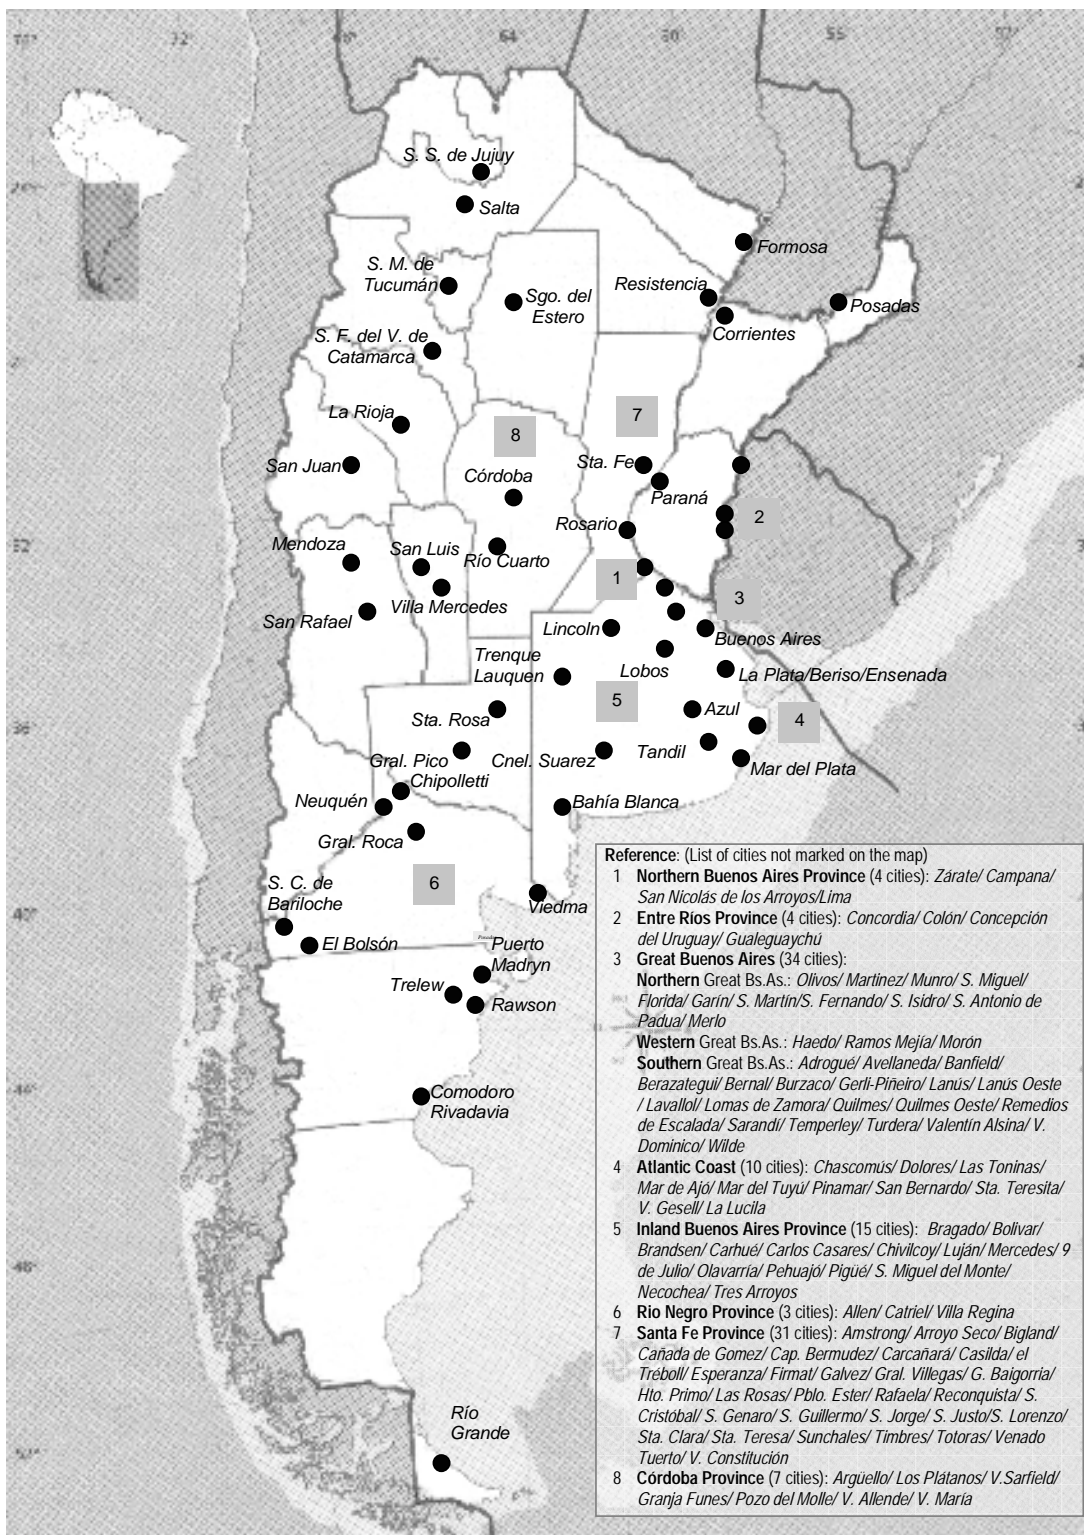 64
60
55
S. S. de Jujuy
Salta
Formosa
S. M. de
Tucumán
Resistencia
Sgo. del
Estero
Posadas
Corrientes
S. F. del V. de
Catamarca
La Rioja
7
8
San Juan
Sta. Fe
Córdoba
Paraná
2
Rosario
Mendoza
San Luis
Río Cuarto
1
Villa Mercedes
3
San Rafael
Lincoln
Buenos Aires
Trenque
Lauquen
Lobos
La Plata/Beriso/Ensenada
5
Sta. Rosa
Azul
4
Gral. Pico
Cnel. Suarez
Tandil
Mar del Plata
Chipolletti
Neuquén
Bahía Blanca
Gral. Roca
6
S. C. de
Bariloche
Viedma
El Bolsón
Puerto
Madryn
Trelew
Rawson
Comodoro
Rivadavia
Río
Grande
Reference: (List of cities not marked on the map)
1 Northern Buenos Aires Province (4 cities): Zárate/ Campana/
San Nicolás de los Arroyos/Lima
2 Entre Ríos Province (4 cities): Concordia/ Colón/ Concepción
del Uruguay/ Gualeguaychú
3 Great Buenos Aires (34 cities):
Northern Great Bs.As.: Olivos/ Martinez/ Munro/ S. Miguel/
Florida/ Garín/ S. Martín/S. Fernando/ S. Isidro/ S. Antonio de
Padua/ Merlo
Western Great Bs.As.: Haedo/ Ramos Mejía/ Morón
Southern Great Bs.As.: Adrogué/ Avellaneda/ Banfield/
Berazategui/ Bernal/ Burzaco/ Gerli-Piñeiro/ Lanús/ Lanús Oeste
/ Lavallol/ Lomas de Zamora/ Quilmes/ Quilmes Oeste/ Remedios
de Escalada/ Sarandí/ Temperley/ Turdera/ Valentín Alsina/ V.
Dominico/ Wilde
4 Atlantic Coast (10 cities): Chascomús/ Dolores/ Las Toninas/
Mar de Ajó/ Mar del Tuyú/ Pinamar/ San Bernardo/ Sta. Teresita/
V. Gesell/ La Lucila
5 Inland Buenos Aires Province (15 cities): Bragado/ Bolivar/
Brandsen/ Carhué/ Carlos Casares/ Chivilcoy/ Luján/ Mercedes/ 9
de Julio/ Olavarría/ Pehuajó/ Pigüé/ S. Miguel del Monte/
Necochea/ Tres Arroyos
6 Rio Negro Province (3 cities): Allen/ Catriel/ Villa Regina
7 Santa Fe Province (31 cities): Amstrong/ Arroyo Seco/ Bigland/
Cañada de Gomez/ Cap. Bermudez/ Carcañará/ Casilda/ el
Tréboll/ Esperanza/ Firmat/ Galvez/ Gral. Villegas/ G. Baigorria/
Hto. Primo/ Las Rosas/ Pblo. Ester/ Rafaela/ Reconquista/ S.
Cristóbal/ S. Genaro/ S. Guillermo/ S. Jorge/ S. Justo/S. Lorenzo/
Sta. Clara/ Sta. Teresa/ Sunchales/ Timbres/ Totoras/ Venado
Tuerto/ V. Constitución
8 Córdoba Province (7 cities): Argüello/ Los Plátanos/ V.Sarfield/
Granja Funes/ Pozo del Molle/ V. Allende/ V. María